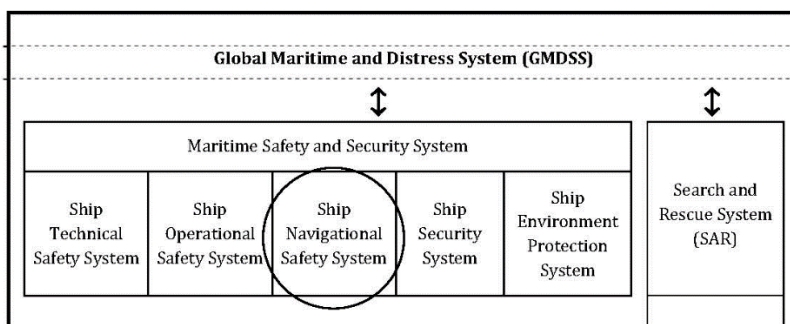 Global Maritime and Distress System (GMDSS)
Maritime Safety and Security System
Ship
Technical
Safety System
Ship
Operational
Safety System
Ship
Navigational
Safety System
Ship
Security
System
Ship
Environment
Protection
System
Search and
Rescue System
(SAR)